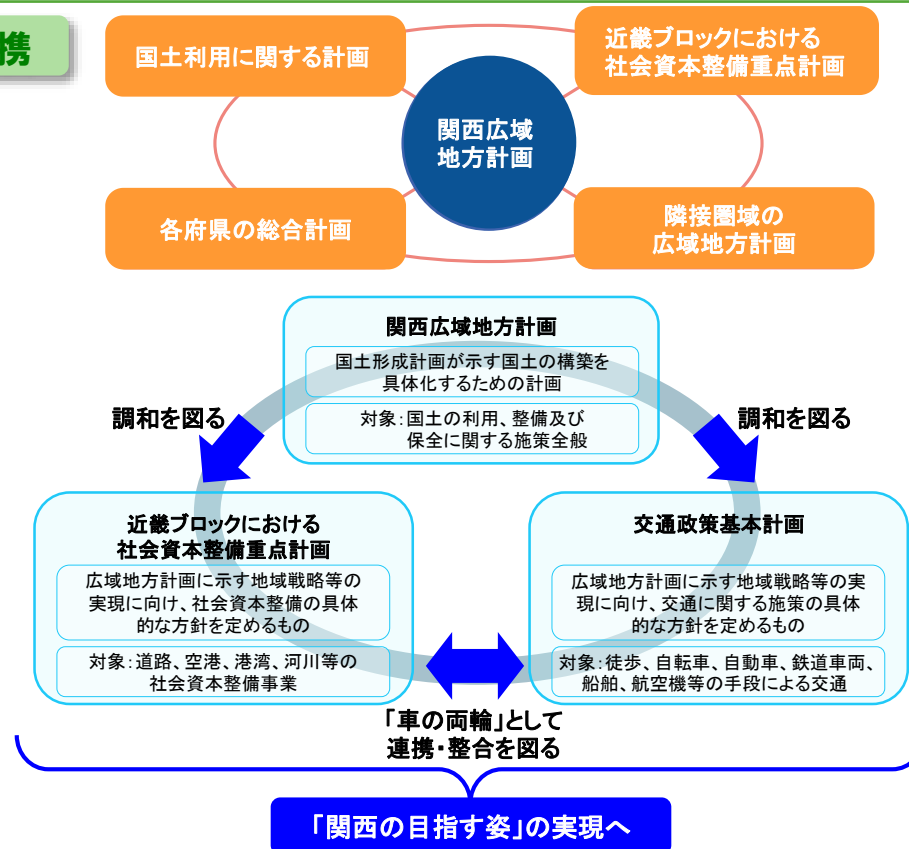 携
国土利用に関する計画
近畿ブロックにおける
社会資本整備重点計画
関西広域
地方計画
各府県の総合計画
隣接圏域の
広域地方計画
関西広域地方計画
国土形成計画が示す国土の構築を
具体化するための計画
対象：国土の利用、整備及び
保全に関する施策全般
調和を図る
調和を図る
近畿ブロックにおける
社会資本整備重点計画
広域地方計画に示す地域戦略等の
実現に向け、社会資本整備の具体
的な方針を定めるもの
対象：道路、空港、港湾、河川等の
社会資本整備事業
交通政策基本計画
広域地方計画に示す地域戦略等の実
現に向け、交通に関する施策の具体
的な方針を定めるもの
対象：徒歩、自転車、自動車、鉄道車両、
船舶、航空機等の手段による交通
「車の両輪」として
連携・整合を図る
「関西の目指す姿」の実現へ